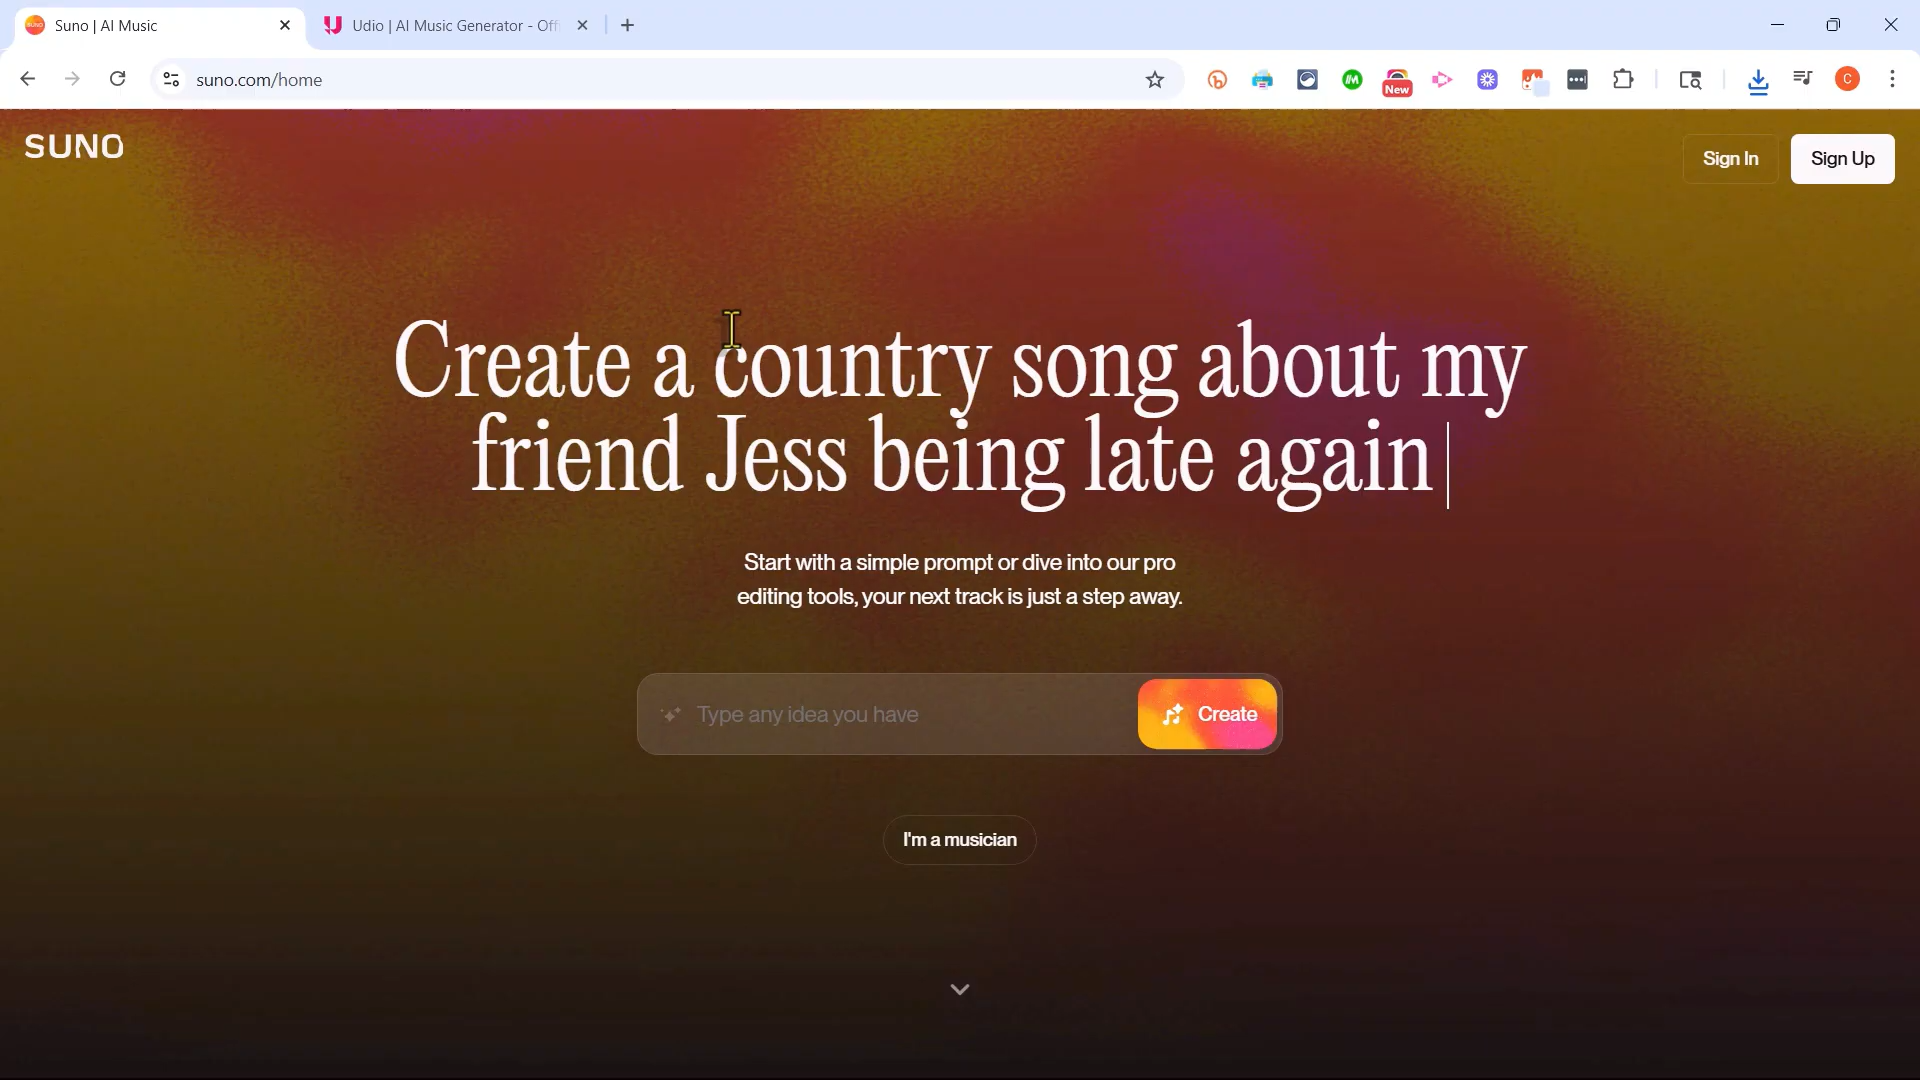 Suno | AI Music
Udio | AI Music Generator - Off
suno.com/home
New
C
SUNO
Sign In
Sign Up
Create a country song about my
friend Jess being late again
Start with a simple prompt or dive into our pro
editing tools, your next track is just a step away.
Type any idea you have
Create
I'm a musician